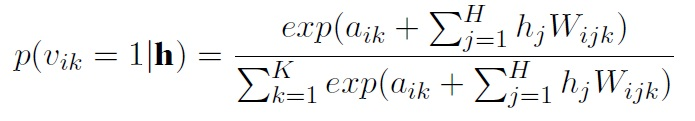 p(v_{ik} = 1|\mathbf{h}) = \frac{exp(a_{ik} + \sum_{j=1}^{H} h_j W_{ijk})}{\sum_{k=1}^{K} exp(a_{ik} + \sum_{j=1}^{H} h_j W_{ijk})}